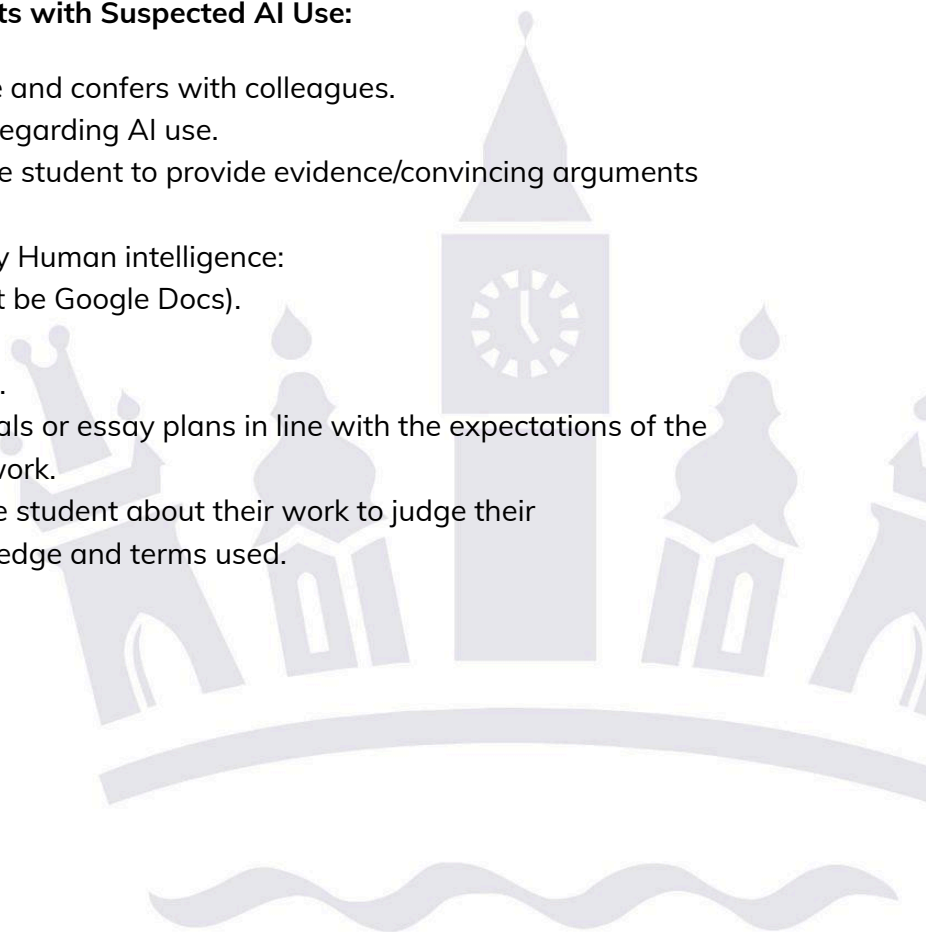 ts with Suspected AI Use:
e and confers with colleagues.
egarding AI use.
e student to provide evidence/convincing arguments
y Human intelligence:
t be Google Docs).
.
als or essay plans in line with the expectations of the
work.
e student about their work to judge their
edge and terms used.